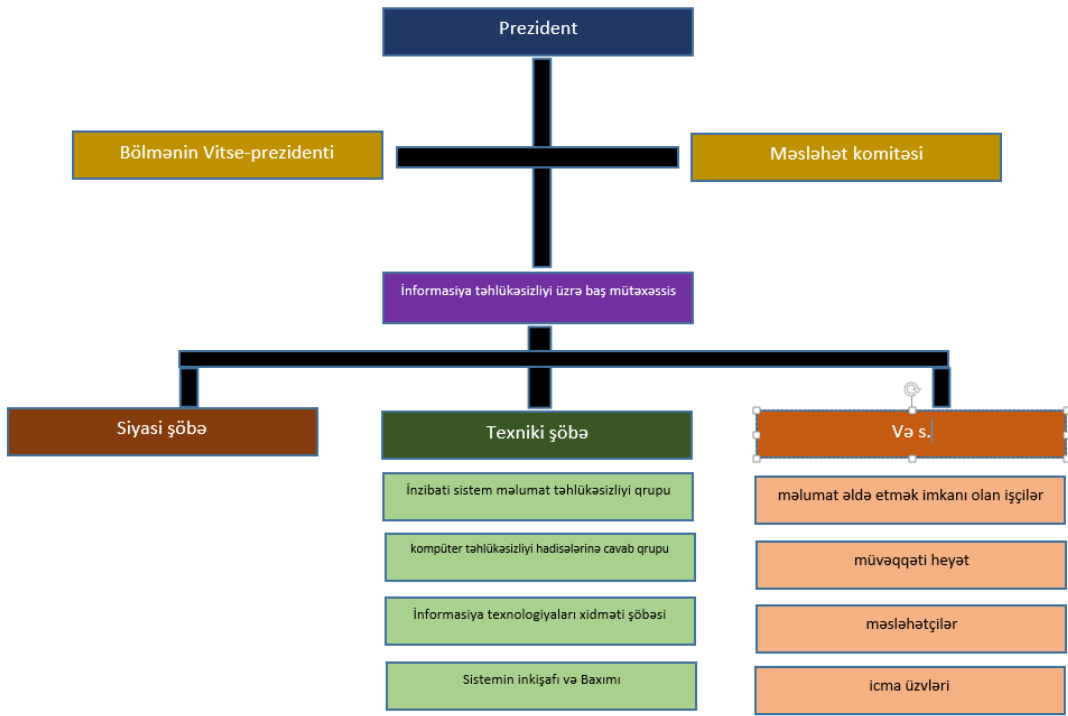 Prezident
Bölmənin Vitse-prezidenti
Məsləhət komitəsi
İnformasiya təhlükəsizliyi üzrə baş mütəxəssis
Siyasi şöbə
Texniki şöbə
Və s.
İnzibati sistem məlumat təhlükəsizliyi qrupu
kompüter təhlükəsizliyi hadisələrinə cavab qrupu
İnformasiya texnologiyaları xidməti şöbəsi
Sistemin inkişafı və Baxımı
məlumat əldə etmək imkanı olan işçilər
müvəqqəti heyət
məsləhətçilər
icma üzvləri